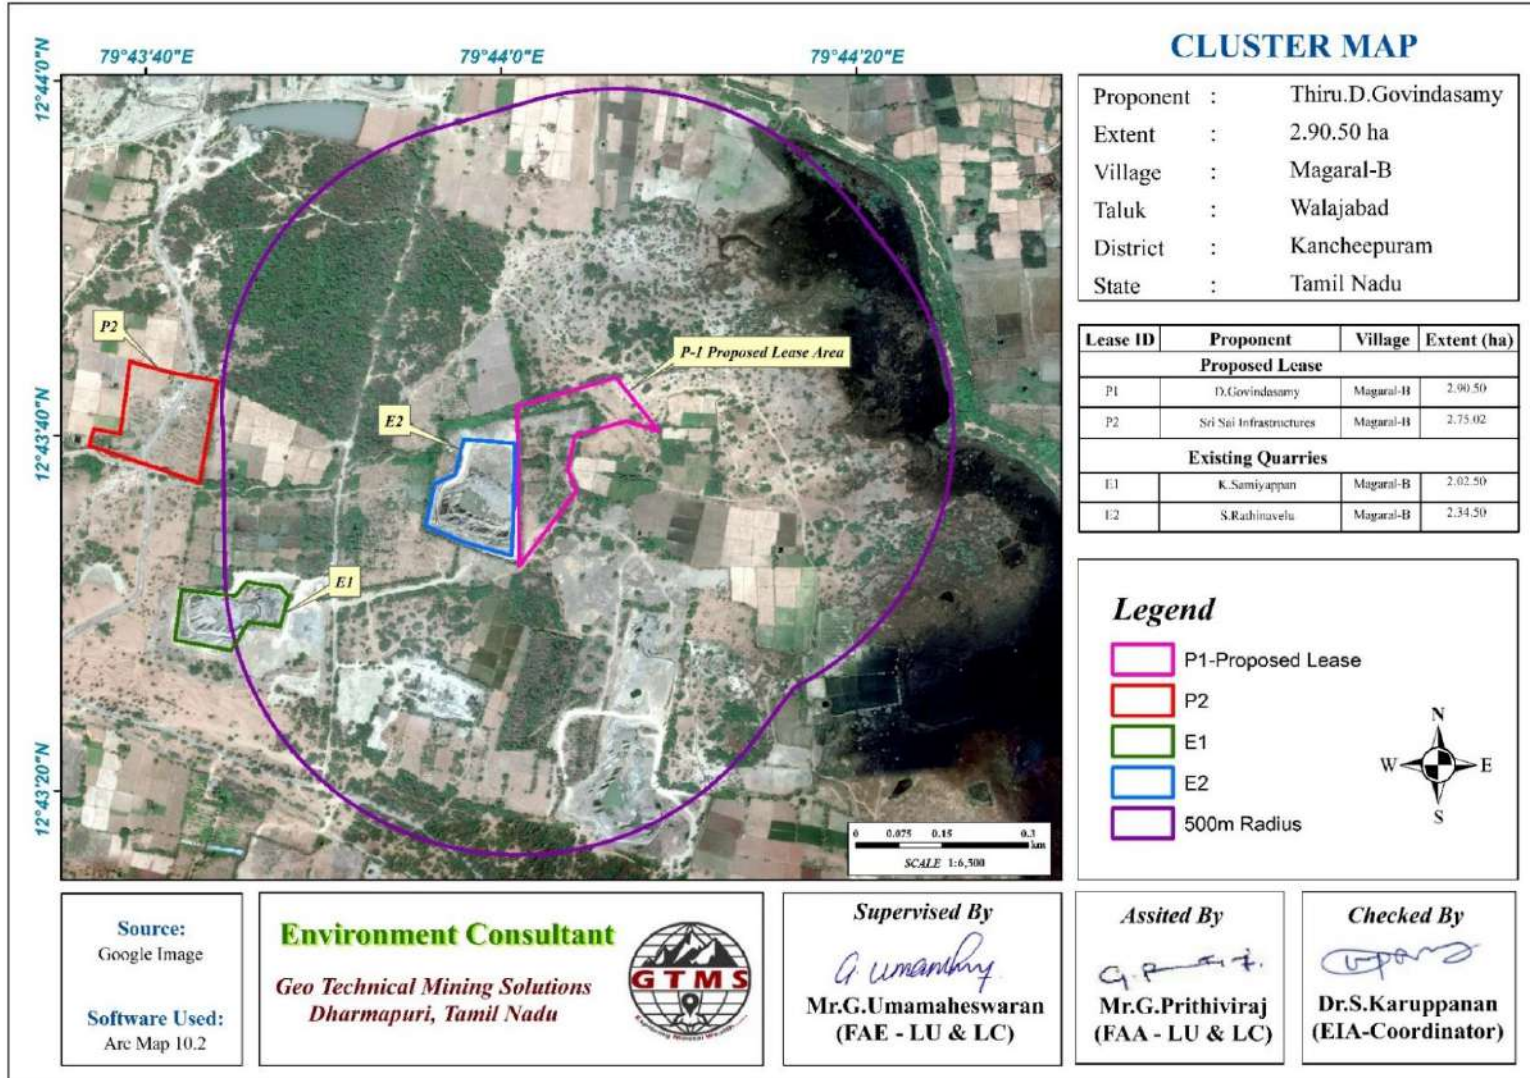 CLUSTER MAP
79°43'40"E 79°44'0"E 79°44'20"E
12°44'0"N
12°43'40"N
12°43'20"N
P2
P-1 Proposed Lease Area
E2
E1
0 0.075 0.15 0.3
km
SCALE 1:6,500
Proponent : Thiru.D.Govindasamy
Extent : 2.90.50 ha
Village : Magaral-B
Taluk : Walajabad
District : Kancheepuram
State : Tamil Nadu
Lease ID Proponent Village Extent (ha)
Proposed Lease
P1 D.Govindasamy Magaral-B 2.90.50
P2 Sri Sai Infrastructures Magaral-B 2.75.02
Existing Quarries
E1 K.Samiyappan Magaral-B 2.02.50
E2 S.Rathinavelu Magaral-B 2.34.50
Legend
P1-Proposed Lease
P2
E1
E2
500m Radius
N
W E
S
Source:
Google Image
Software Used:
Arc Map 10.2
Environment Consultant
Geo Technical Mining Solutions
Dharmapuri, Tamil Nadu
GTMS
Supervised By
Mr.G.Umamaheswaran
(FAE - LU & LC)
Assited By
Mr.G.Prithiviraj
(FAA - LU & LC)
Checked By
Dr.S.Karuppanan
(EIA-Coordinator)